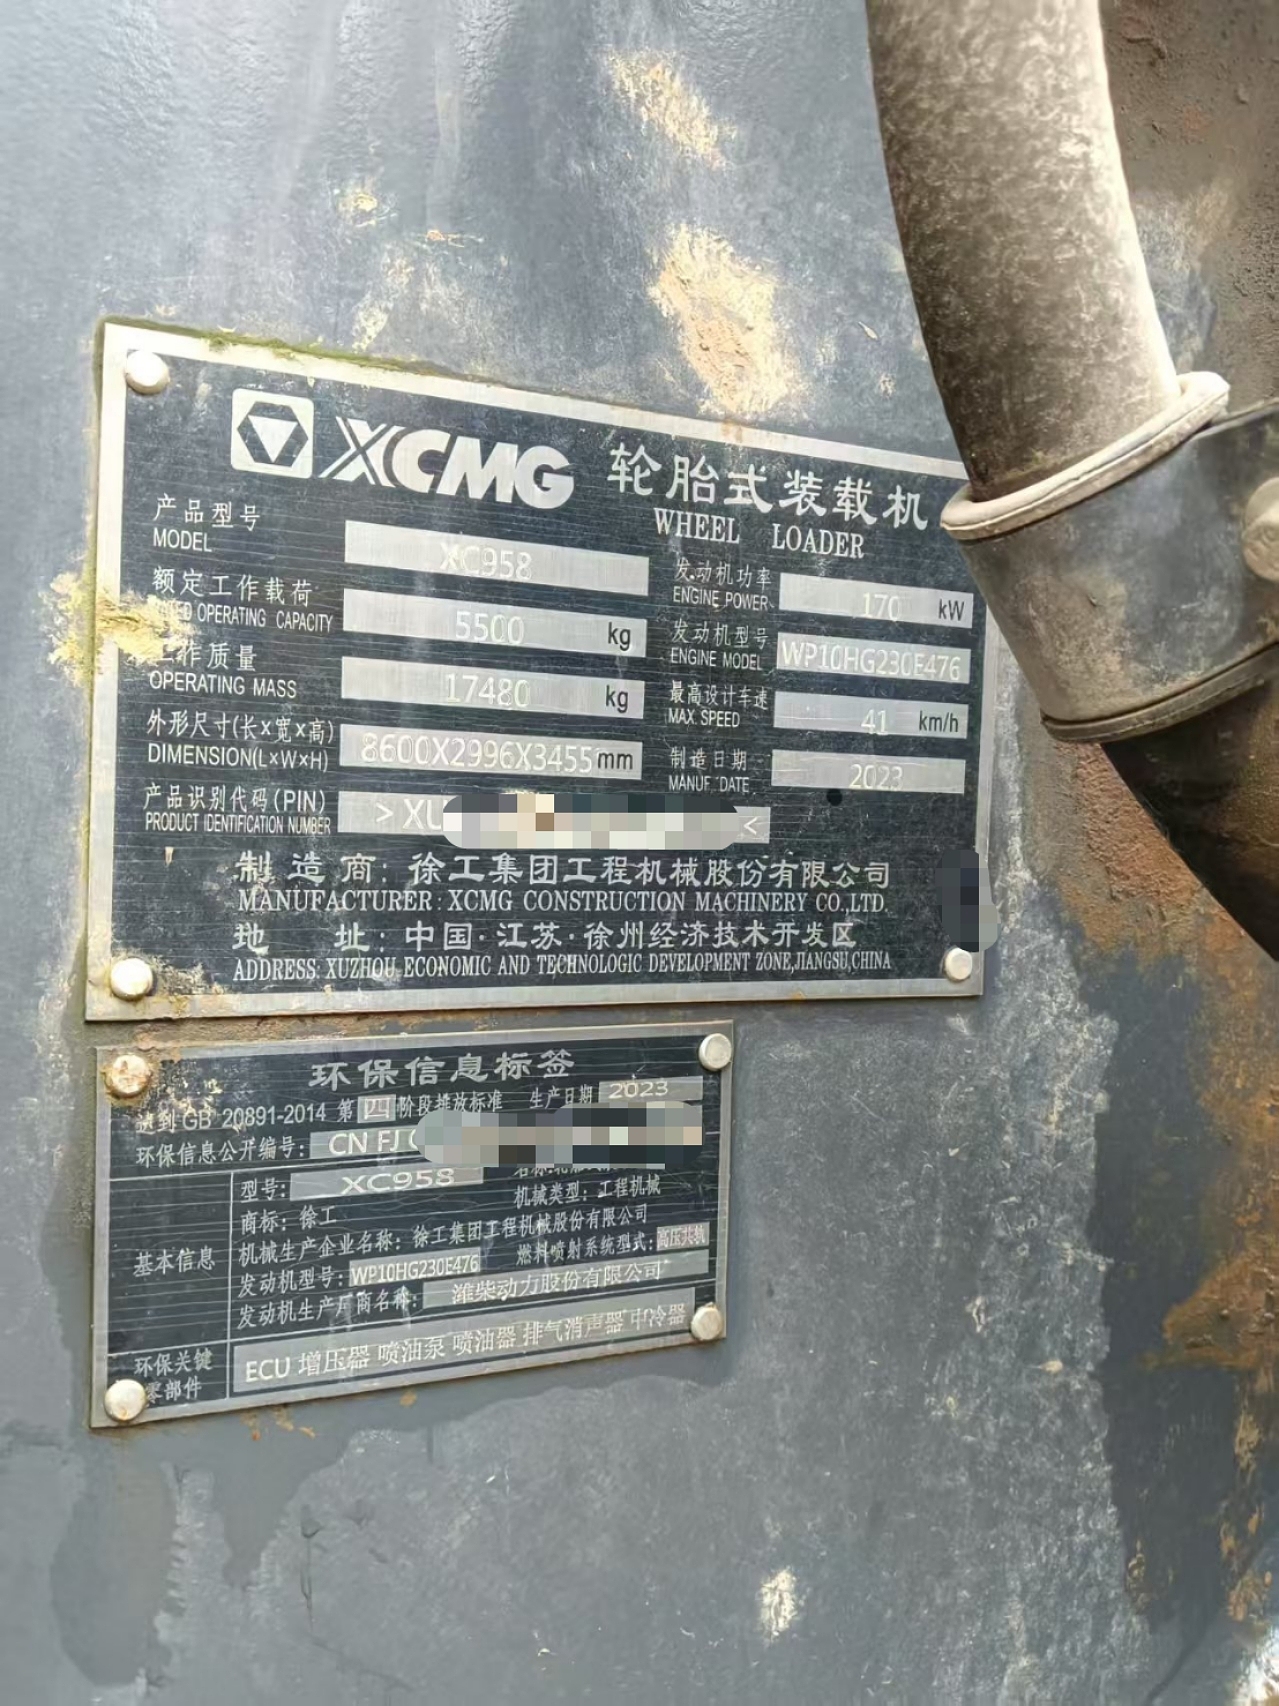 XCMG 轮胎式装载机
WHEEL LOADER
产品型号
MODEL
XC958
额定工作载荷
OPERATING CAPACITY
5500 kg
工作质量
OPERATING MASS
17480 kg
外形尺寸(长×宽×高)
DIMENSION(L×W×H)
8600X2996X3455 mm
产品识别代码(PIN)
PRODUCT IDENTIFICATION NUMBER
>XU <
发动机功率
ENGINE POWER
170 kW
发动机型号
ENGINE MODEL
WP10HG230E476
最高设计车速
MAX. SPEED
41 km/h
制造日期
MANUF. DATE
2023
制造商:徐工集团工程机械股份有限公司
MANUFACTURER: XCMG CONSTRUCTION MACHINERY CO.,LTD.
地址:中国·江苏·徐州经济技术开发区
ADDRESS: XUZHOU ECONOMIC AND TECHNOLOGIC DEVELOPMENT ZONE,JIANGSU,CHINA
环保信息标签
达到GB 20891-2014 第四阶段排放标准 生产日期 2023
环保信息公开编号: CN FJ
基本信息
型号: XC958
商标: 徐工 机械类型: 工程机械
机械生产企业名称: 徐工集团工程机械股份有限公司
发动机型号: WP10HG230E476 燃料喷射系统型式: 高压共轨
发动机生产厂商名称: 潍柴动力股份有限公司
环保关键零部件
ECU 增压器 喷油泵 喷油器 排气消声器 中冷器